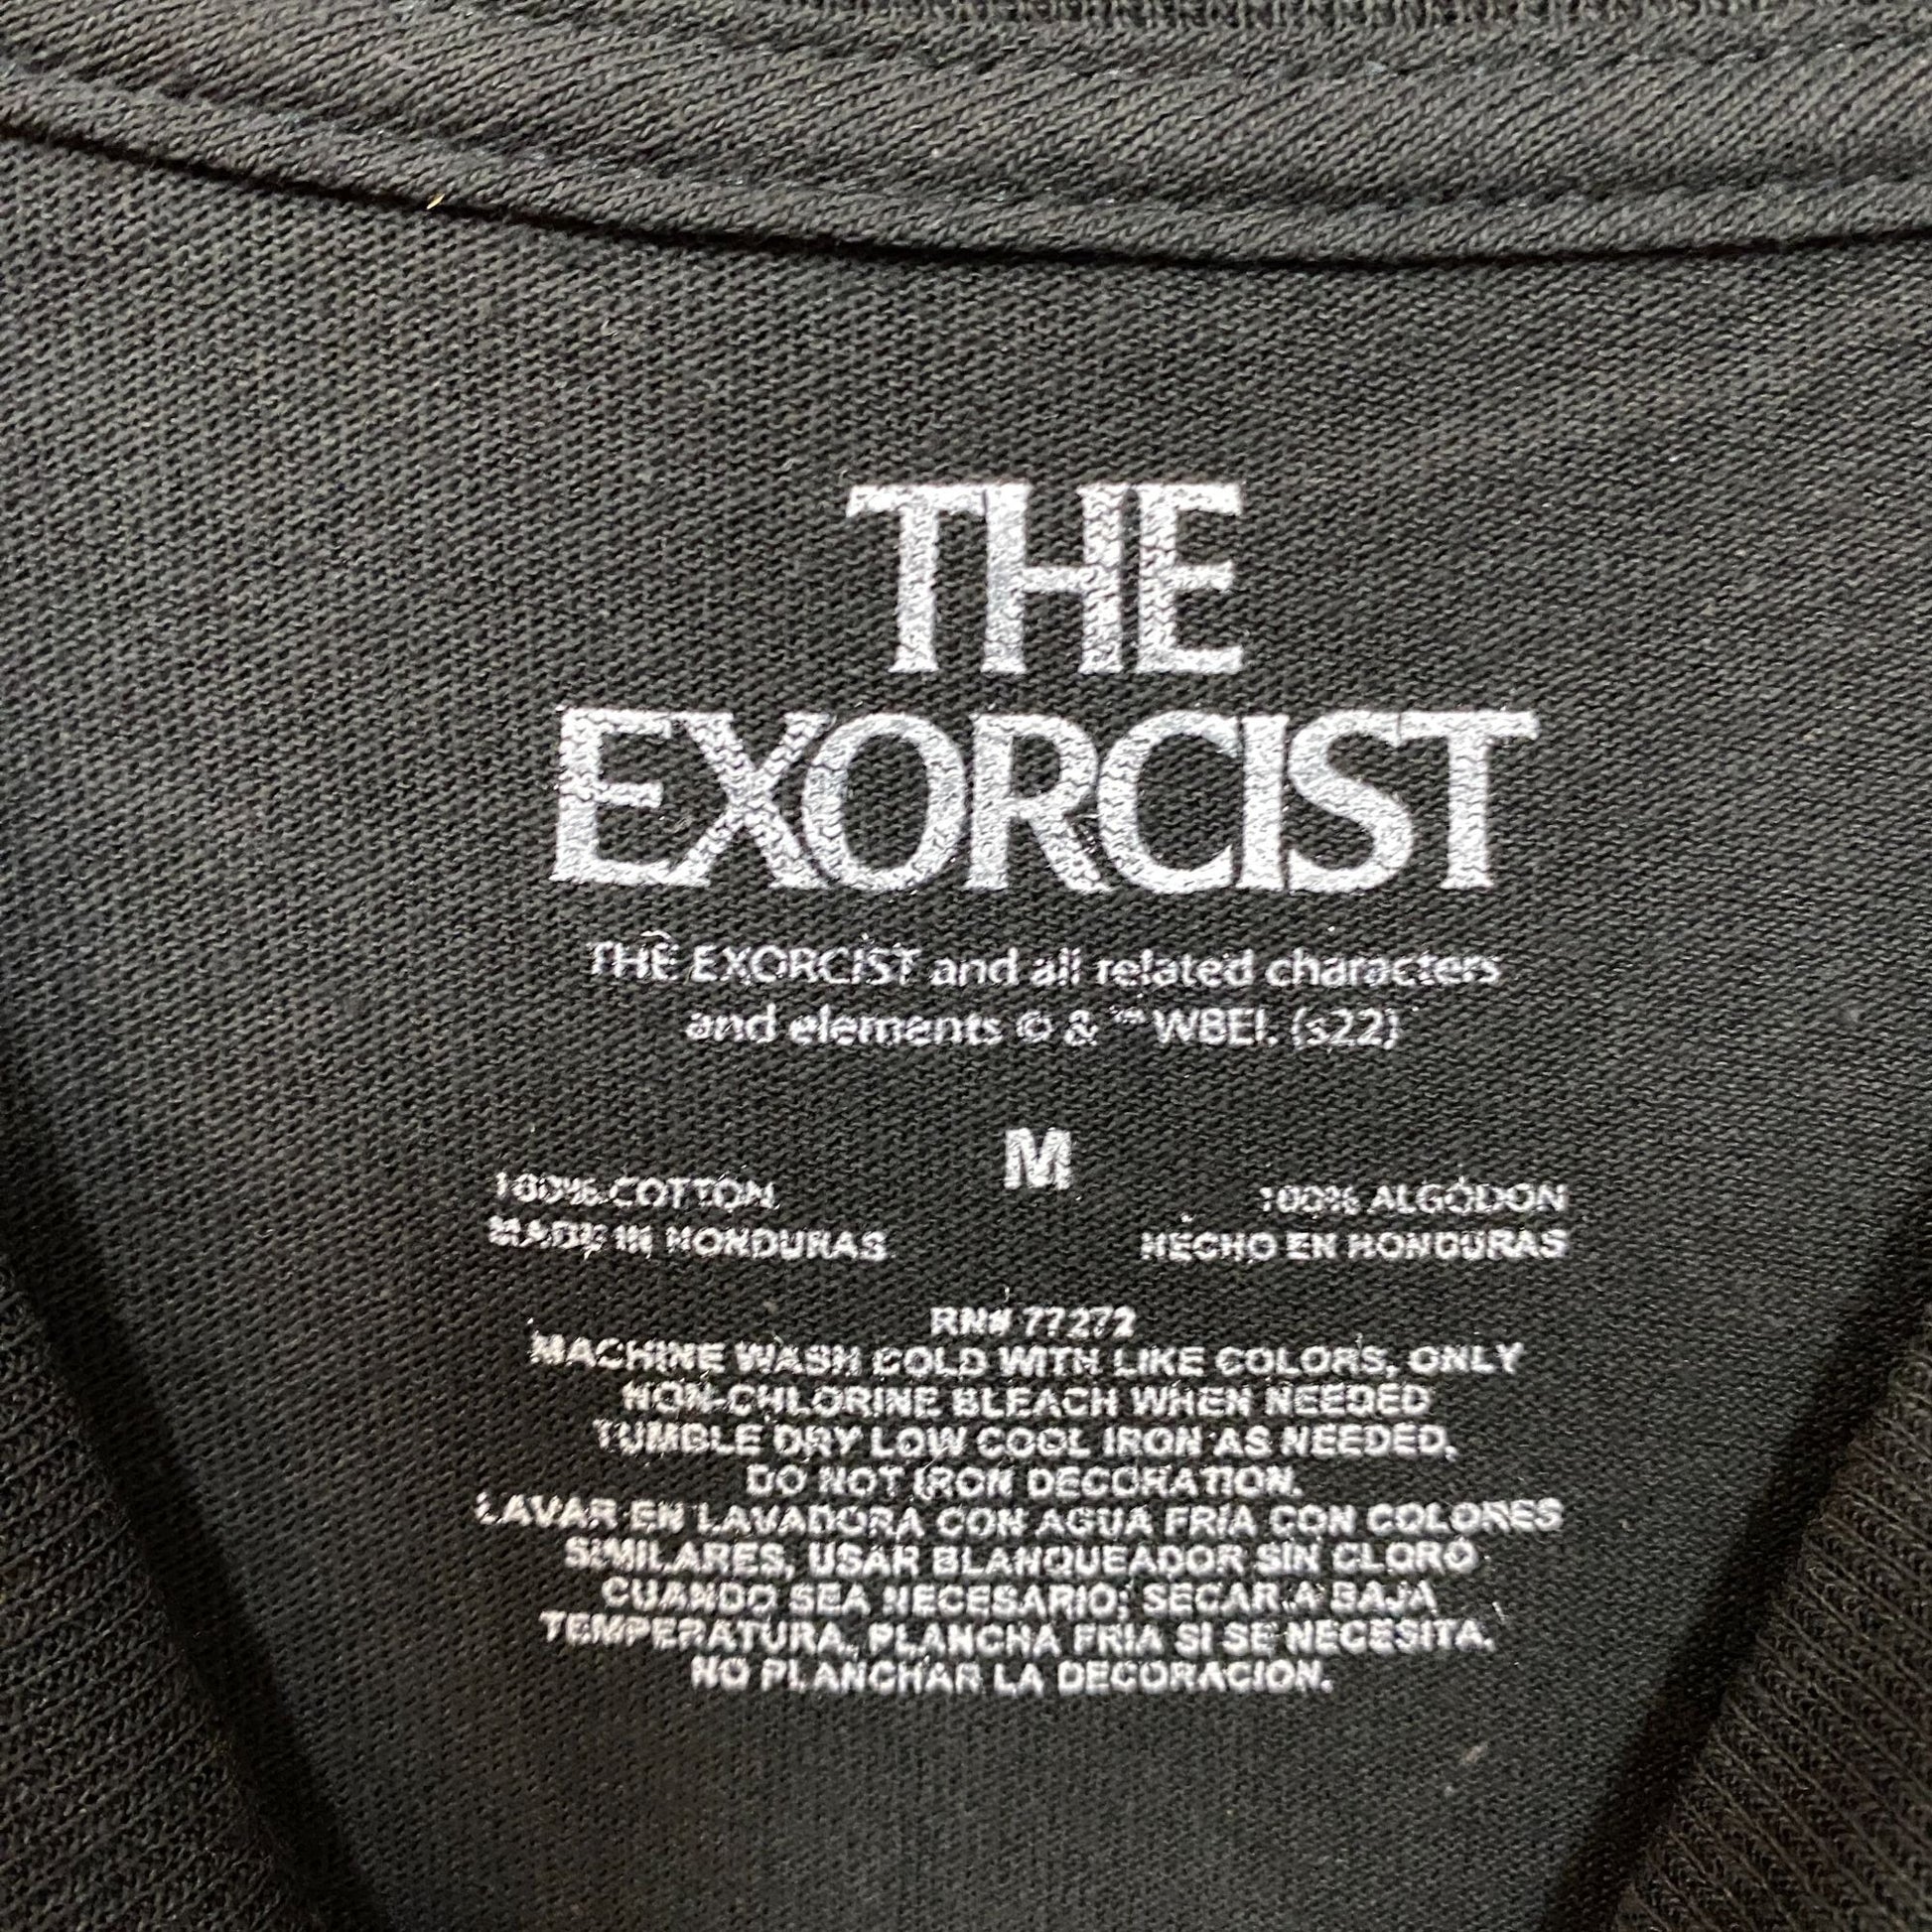 THE
EXORCIST
THE EXORCIST and all related characters
and elements © & ™ WBEI. (s22)
M
100% COTTON
MADE IN HONDURAS
100% ALGODON
HECHO EN HONDURAS
RN# 77272
MACHINE WASH COLD WITH LIKE COLORS, ONLY
NON-CHLORINE BLEACH WHEN NEEDED
TUMBLE DRY LOW COOL IRON AS NEEDED,
DO NOT IRON DECORATION.
LAVAR EN LAVADORA CON AGUA FRIA CON COLORES
SIMILARES, USAR BLANQUEADOR SIN CLORO
CUANDO SEA NECESARIO; SECAR A BAJA
TEMPERATURA, PLANCHA FRIA SI SE NECESITA.
NO PLANCHAR LA DECORACION.